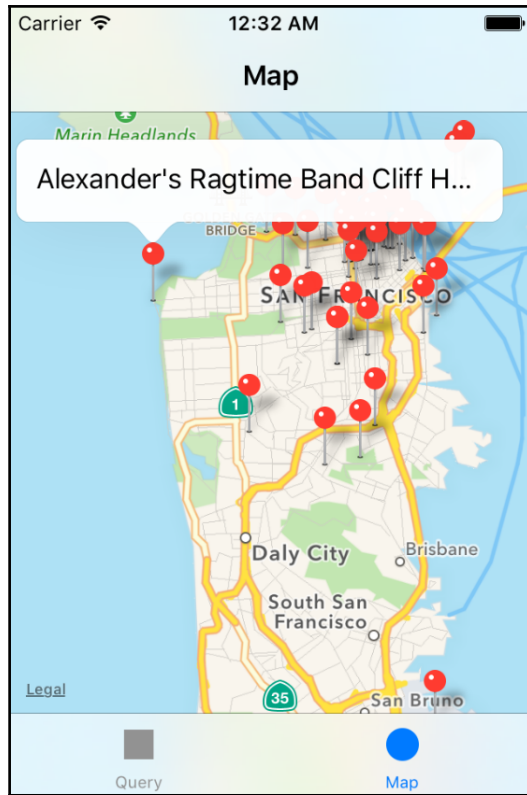 Carrier 12:32 AM
Map
Marin Headlands
Alexander's Ragtime Band Cliff H...
BRIDGE
SAN FRANCISCO
1
Daly City
Brisbane
South San
Francisco
Legal
35
San Bruno
Query Map